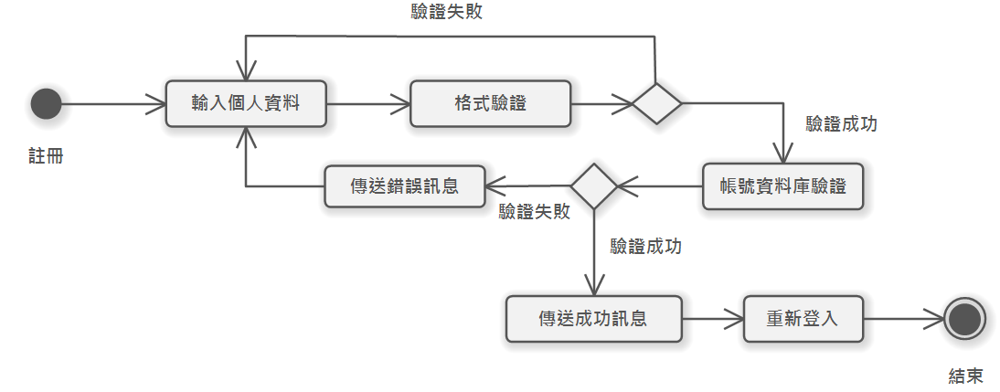 驗證失敗
輸入個人資料
格式驗證
驗證成功
註冊
傳送錯誤訊息
帳號資料庫驗證
驗證失敗
驗證成功
傳送成功訊息
重新登入
結束